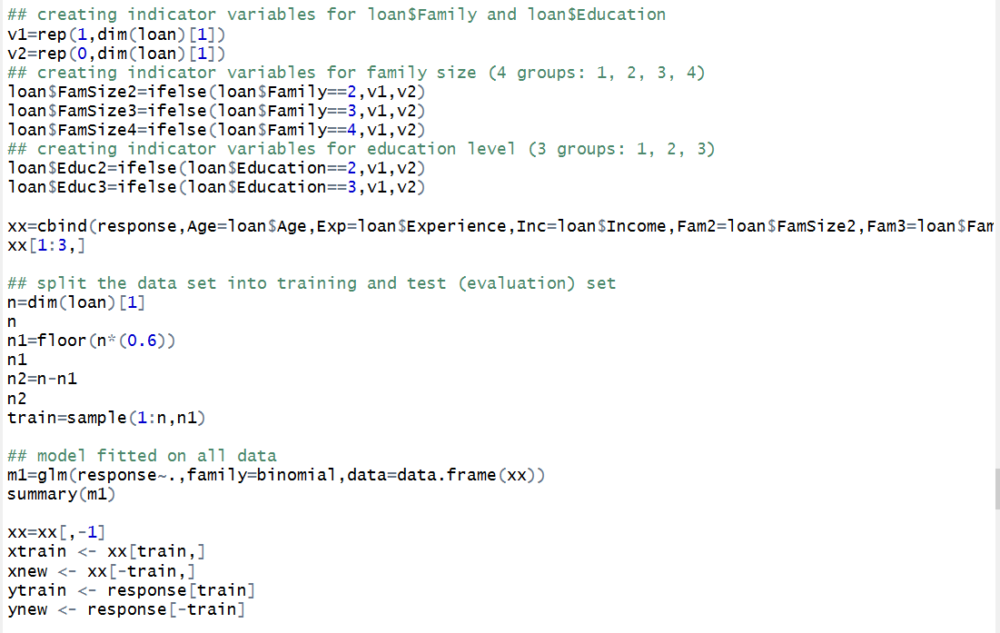 ## creating indicator variables for loan$Family and loan$Education
v1=rep(1,dim(loan)[1])
v2=rep(0,dim(loan)[1])
## creating indicator variables for family size (4 groups: 1, 2, 3, 4)
loan$FamSize2=ifelse(loan$Family==2,v1,v2)
loan$FamSize3=ifelse(loan$Family==3,v1,v2)
loan$FamSize4=ifelse(loan$Family==4,v1,v2)
## creating indicator variables for education level (3 groups: 1, 2, 3)
loan$Educ2=ifelse(loan$Education==2,v1,v2)
loan$Educ3=ifelse(loan$Education==3,v1,v2)
xx=cbind(response,Age=loan$Age,Exp=loan$Experience,Inc=loan$Income,Fam2=loan$FamSize2,Fam3=loan$Fam
xx[1:3,]
## split the data set into training and test (evaluation) set
n=dim(loan)[1]
n
n1=floor(n*(0.6))
n1
n2=n-n1
n2
train=sample(1:n,n1)
## model fitted on all data
m1=glm(response~.,family=binomial,data=data.frame(xx))
summary(m1)
xx=xx[,-1]
xtrain <- xx[train,]
xnew <- xx[-train,]
ytrain <- response[train]
ynew <- response[-train]